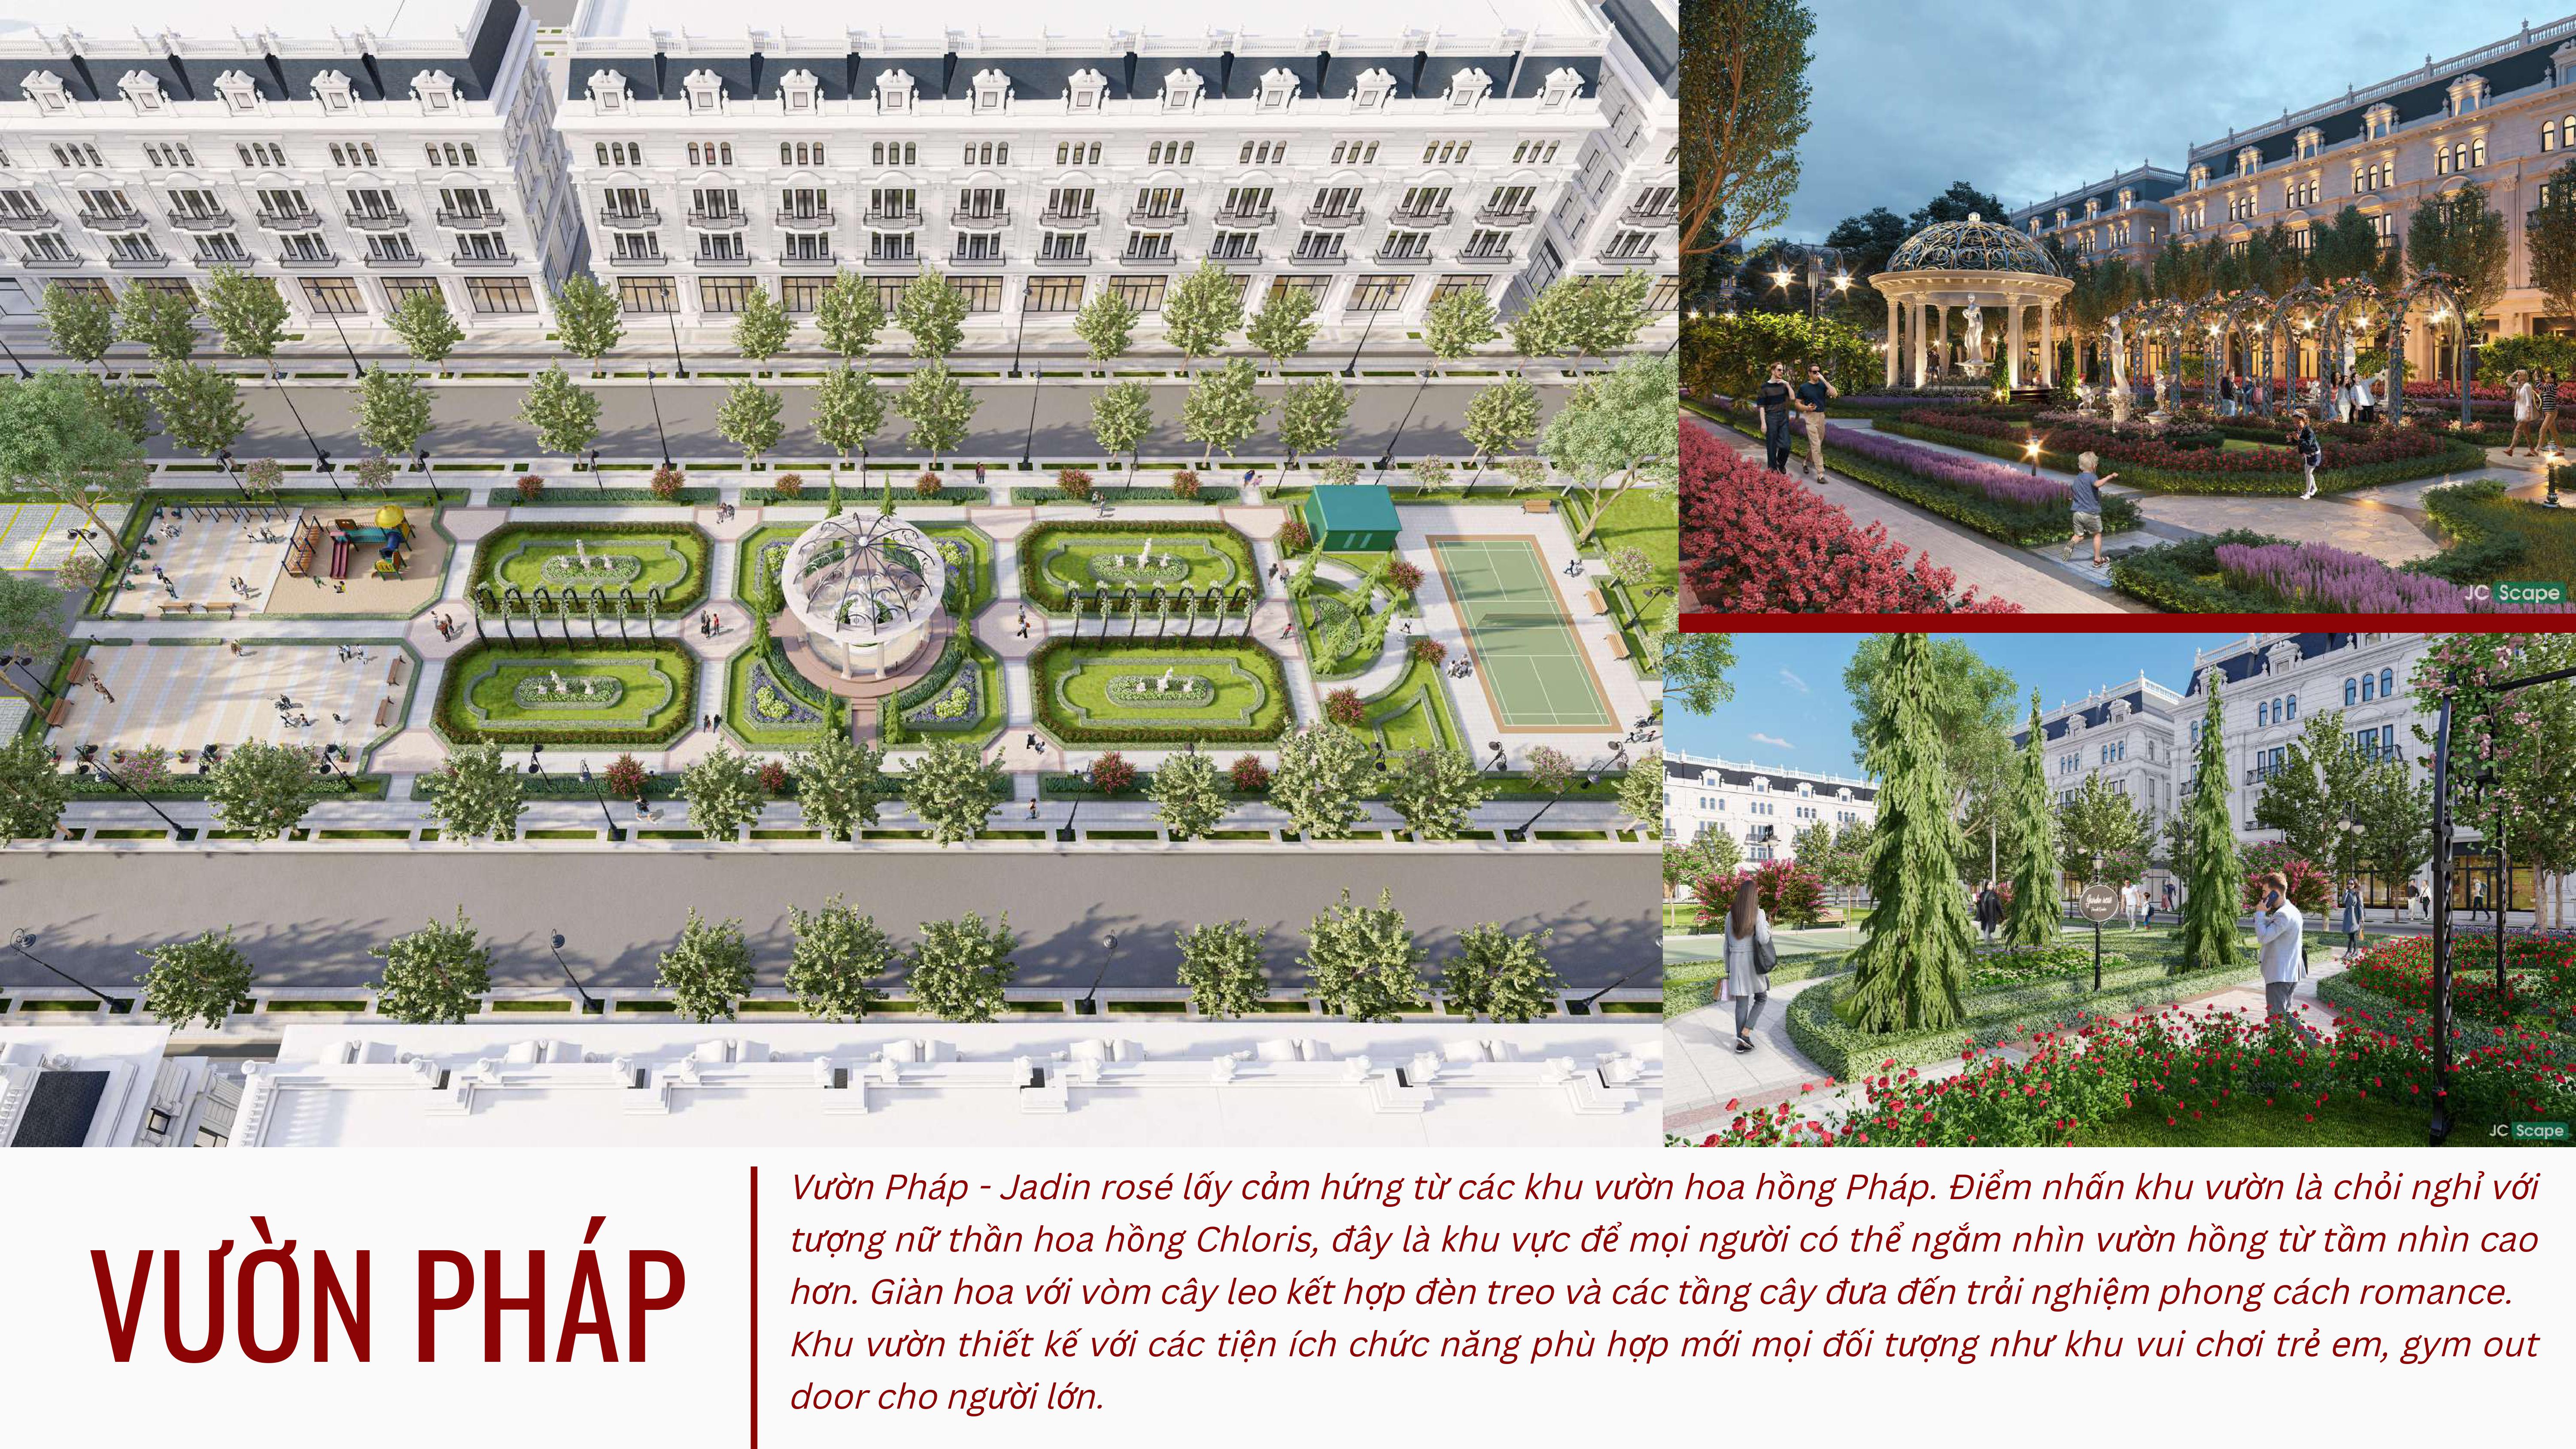 JC Scape
JC Scape
VƯỜN PHÁP
Vườn Pháp - Jadin rosé lấy cảm hứng từ các khu vườn hoa hồng Pháp. Điểm nhấn khu vườn là chỏi nghỉ với
tượng nữ thần hoa hồng Chloris, đây là khu vực để mọi người có thể ngắm nhìn vườn hồng từ tầm nhìn cao
hơn. Giàn hoa với vòm cây leo kết hợp đèn treo và các tầng cây đưa đến trải nghiệm phong cách romance.
Khu vườn thiết kế với các tiện ích chức năng phù hợp mới mọi đối tượng như khu vui chơi trẻ em, gym out
door cho người lớn.